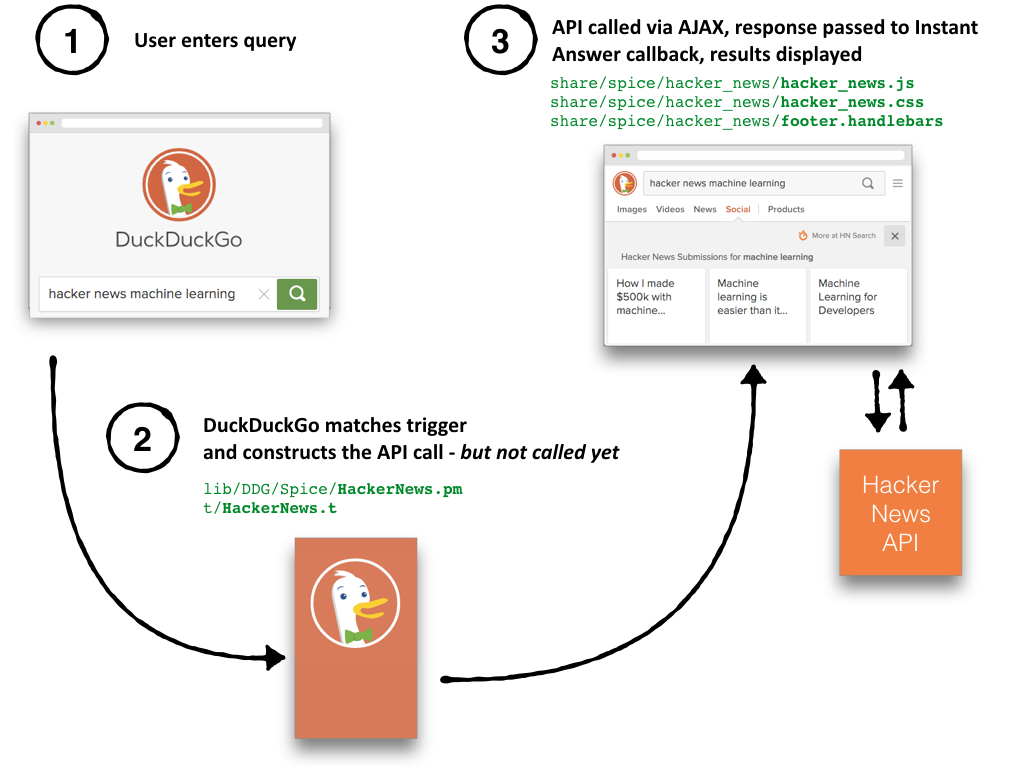 1
User enters query
DuckDuckGo
hacker news machine learning
2
DuckDuckGo matches trigger
and constructs the API call - but not called yet
lib/DDG/Spice/HackerNews.pm
t/HackerNews.t
3
API called via AJAX, response passed to Instant
Answer callback, results displayed
share/spice/hacker_news/hacker_news.js
share/spice/hacker_news/hacker_news.css
share/spice/hacker_news/footer.handlebars
hacker news machine learning
Images Videos News Social Products
More at HN Search
Hacker News Submissions for machine learning
How I made
$500k with
machine...
Machine
learning is
easier than it...
Machine
Learning for
Developers
Hacker
News
API